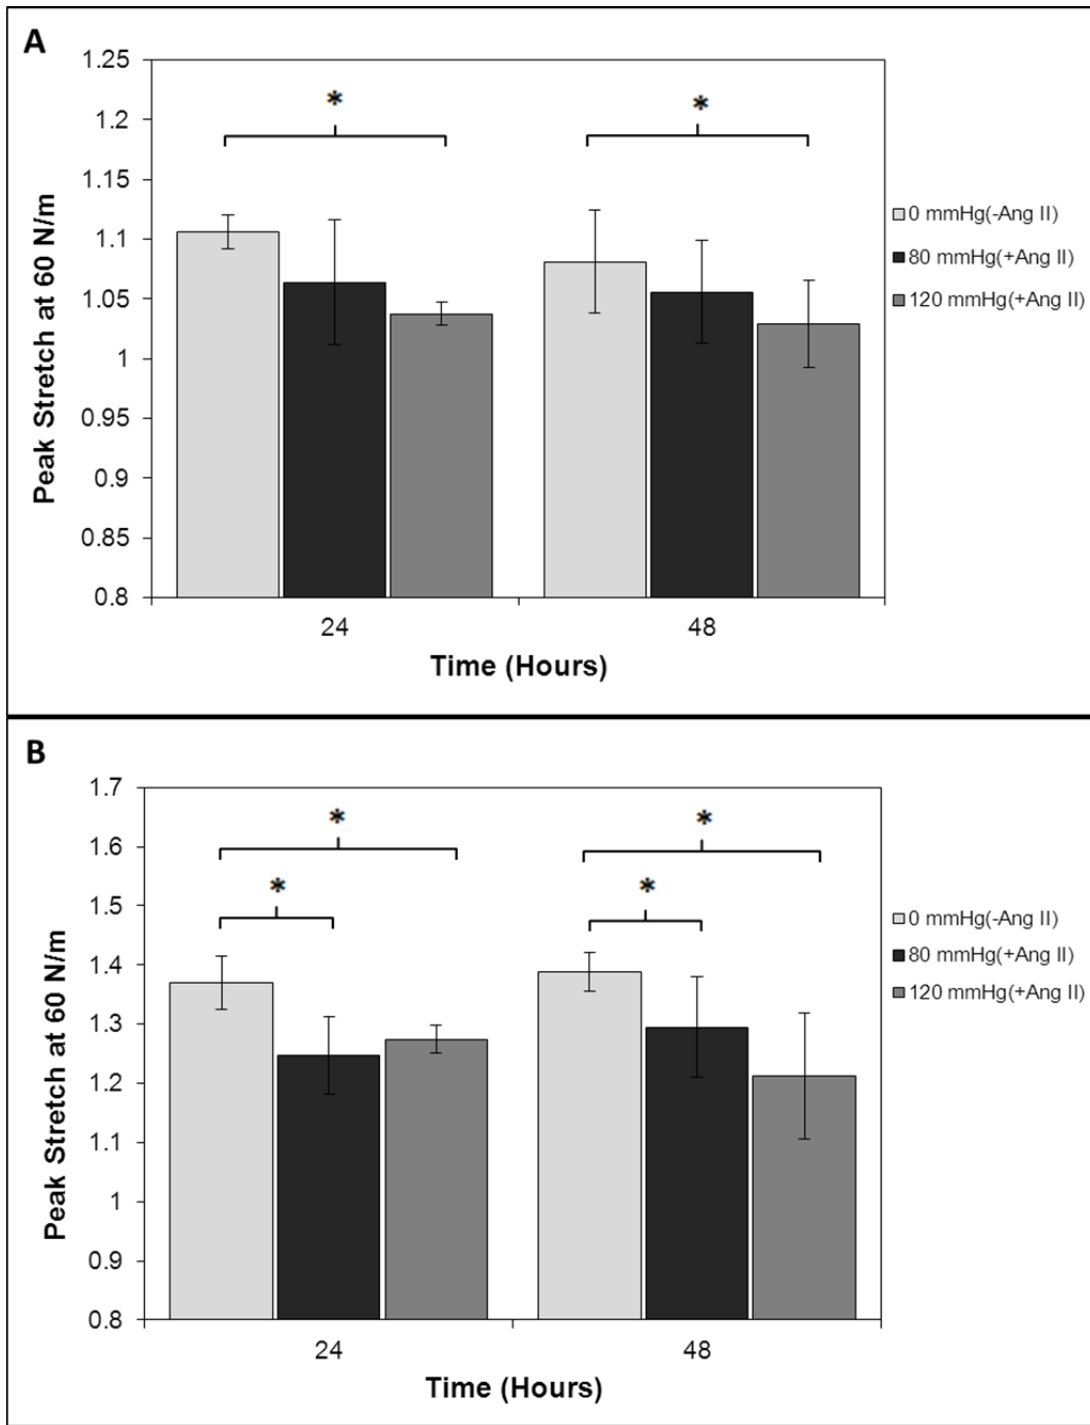 A
1.25
1.2
1.15
1.1
1.05
1
0.95
0.9
0.85
0.8
Peak Stretch at 60 N/m
*
*
24
48
Time (Hours)
0 mmHg(-Ang II)
80 mmHg(+Ang II)
120 mmHg(+Ang II)
B
1.7
1.6
1.5
1.4
1.3
1.2
1.1
1
0.9
0.8
Peak Stretch at 60 N/m
*
*
*
*
24
48
Time (Hours)
0 mmHg(-Ang II)
80 mmHg(+Ang II)
120 mmHg(+Ang II)